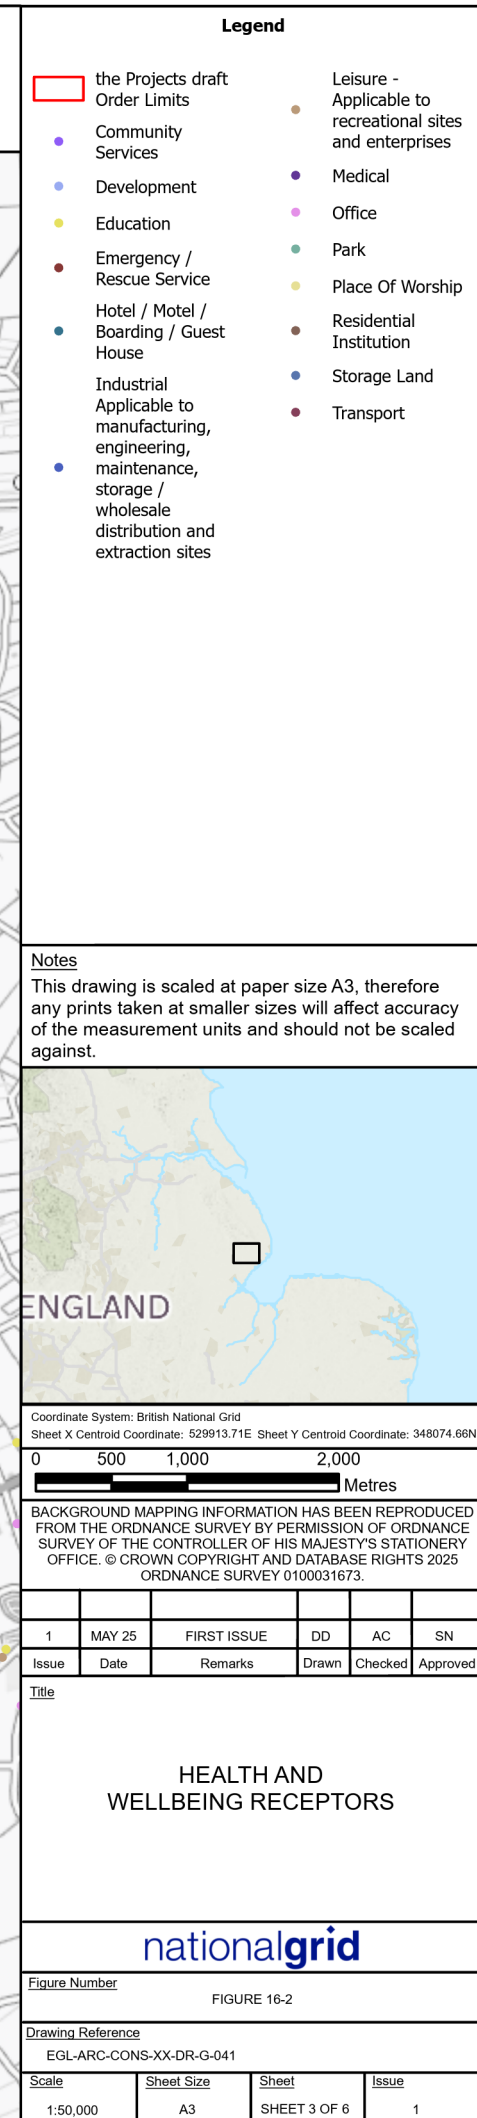 Legend
the Projects draft
Order Limits
Community
Services
Development
Education
Emergency /
Rescue Service
Hotel / Motel /
Boarding / Guest
House
Industrial
Applicable to
manufacturing,
engineering,
maintenance,
storage /
wholesale
distribution and
extraction sites
Leisure -
Applicable to
recreational sites
and enterprises
Medical
Office
Park
Place Of Worship
Residential
Institution
Storage Land
Transport
Notes
This drawing is scaled at paper size A3, therefore
any prints taken at smaller sizes will affect accuracy
of the measurement units and should not be scaled
against.
ENGLAND
Coordinate System: British National Grid
Sheet X Centroid Coordinate: 529913.71E Sheet Y Centroid Coordinate: 348074.66N
0 500 1,000 2,000
Metres
BACKGROUND MAPPING INFORMATION HAS BEEN REPRODUCED
FROM THE ORDNANCE SURVEY BY PERMISSION OF ORDNANCE
SURVEY OF THE CONTROLLER OF HIS MAJESTY'S STATIONERY
OFFICE. © CROWN COPYRIGHT AND DATABASE RIGHTS 2025
ORDNANCE SURVEY 0100031673.
1 MAY 25 FIRST ISSUE DD AC SN
Issue Date Remarks Drawn Checked Approved
Title
HEALTH AND
WELLBEING RECEPTORS
nationalgrid
Figure Number
FIGURE 16-2
Drawing Reference
EGL-ARC-CONS-XX-DR-G-041
Scale Sheet Size Sheet Issue
1:50,000 A3 SHEET 3 OF 6 1